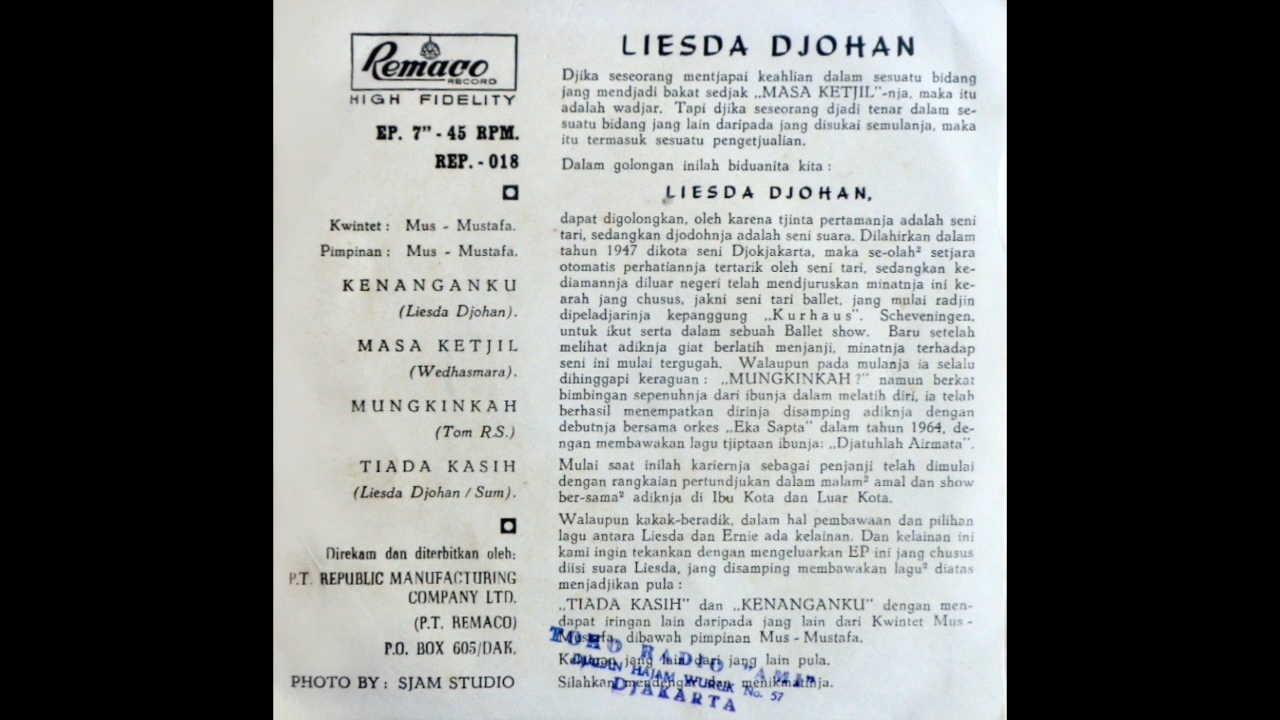 Remaco
RECORD
HIGH FIDELITY
EP. 7" - 45 RPM.
REP. - 018
Kwintet : Mus - Mustafa.
Pimpinan : Mus - Mustafa.
KENANGANKU
(Liesda Djohan).
MASA KETJIL
(Wedhasmara).
MUNGKINKAH
(Tom R.S.)
TIADA KASIH
(Liesda Djohan / Sum).
Direkam dan diterbitkan oleh:
P.T. REPUBLIC MANUFACTURING
COMPANY LTD.
(P.T. REMACO)
P.O. BOX 605/DAK.
PHOTO BY : SJAM STUDIO
LIESDA DJOHAN
Djika seseorang mentjapai keahlian dalam sesuatu bidang
jang mendjadi bakat sedjak „MASA KETJIL"-nja, maka itu
adalah wadjar. Tapi djika seseorang djadi tenar dalam se-
suatu bidang jang lain daripada jang disukai semulanja, maka
itu termasuk sesuatu pengetjualian.
Dalam golongan inilah biduanita kita :
LIESDA DJOHAN,
dapat digolongkan, oleh karena tjinta pertamanja adalah seni
tari, sedangkan djodohnja adalah seni suara. Dilahirkan dalam
tahun 1947 dikota seni Djokjakarta, maka se-olah² setjara
otomatis perhatiannja tertarik oleh seni tari, sedangkan ke-
diamannja diluar negeri telah mendjuruskan minatnja ini ke-
arah jang chusus, jakni seni tari ballet, jang mulai radjin
dipeladjarinja kepanggung „Kurhaus". Scheveningen,
untuk ikut serta dalam sebuah Ballet show. Baru setelah
melihat adiknja giat berlatih menjanji, minatnja terhadap
seni ini mulai tergugah. Walaupun pada mulanja ia selalu
dihinggapi keraguan : „MUNGKINKAH ?" namun berkat
bimbingan sepenuhnja dari ibunja dalam melatih diri, ia telah
berhasil menempatkan dirinja disamping adiknja dengan
debutnja bersama orkes „Eka Sapta" dalam tahun 1964, de-
ngan membawakan lagu tjiptaan ibunja: „Djatuhlah Airmata".
Mulai saat inilah kariernja sebagai penjanji telah dimulai
dengan rangkaian pertundjukan dalam malam² amal dan show
ber-sama² adiknja di Ibu Kota dan Luar Kota.
Walaupun kakak-beradik, dalam hal pembawaan dan pilihan
lagu antara Liesda dan Ernie ada kelainan. Dan kelainan ini
kami ingin tekankan dengan mengeluarkan EP ini jang chusus
diisi suara Liesda, jang disamping membawakan lagu² diatas
menjadjikan pula :
„TIADA KASIH" dan „KENANGANKU" dengan men-
dapat iringan lain daripada jang lain dari Kwintet Mus -
Mustafa, dibawah pimpinan Mus - Mustafa.
jang lain dari jang lain pula.
Silahkan mendengar dan menikmatinja.
TOKO RADIO "AMI"
DJALAN HAJAM WURUK No. 57
DJAKARTA